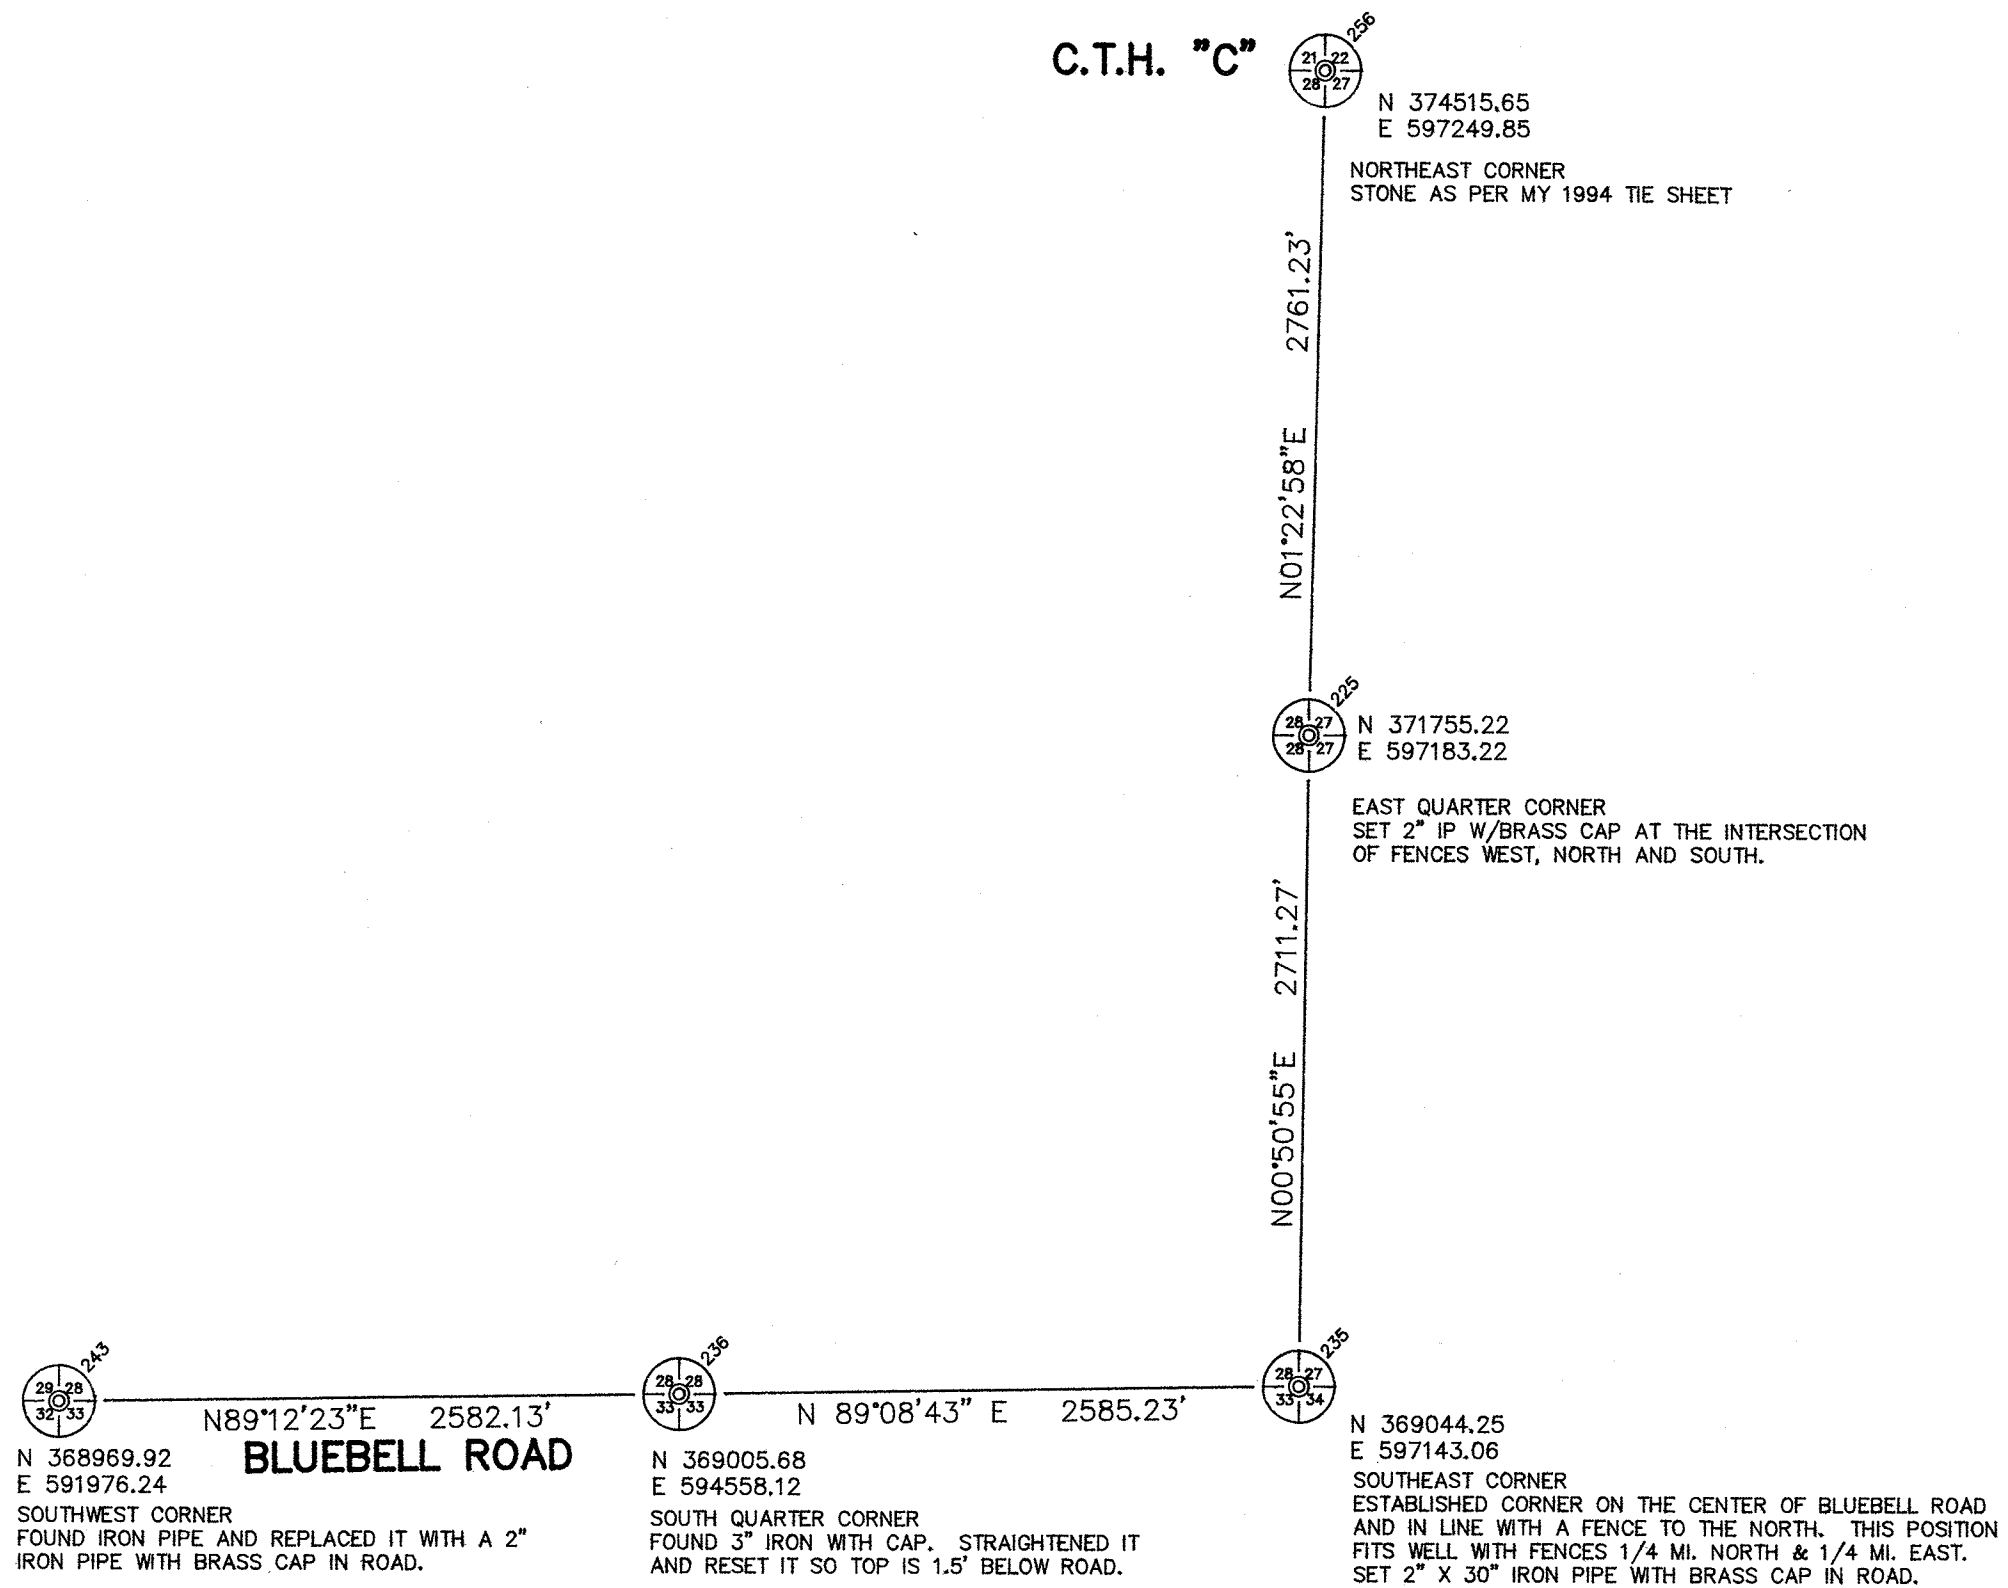 C.T.H. "C"
256
21 22
28 27
N 374515.65
E 597249.85
NORTHEAST CORNER
STONE AS PER MY 1994 TIE SHEET
2761.23'
N01°22'58"E
225
28 27
28 27
N 371755.22
E 597183.22
EAST QUARTER CORNER
SET 2" IP W/BRASS CAP AT THE INTERSECTION
OF FENCES WEST, NORTH AND SOUTH.
2711.27'
N00°50'55"E
243
29 28
32 33
N89°12'23"E 2582.13'
BLUEBELL ROAD
N 368969.92
E 591976.24
SOUTHWEST CORNER
FOUND IRON PIPE AND REPLACED IT WITH A 2"
IRON PIPE WITH BRASS CAP IN ROAD.
236
28 28
33 33
N 89°08'43" E 2585.23'
N 369005.68
E 594558.12
SOUTH QUARTER CORNER
FOUND 3" IRON WITH CAP. STRAIGHTENED IT
AND RESET IT SO TOP IS 1.5' BELOW ROAD.
235
28 27
33 34
N 369044.25
E 597143.06
SOUTHEAST CORNER
ESTABLISHED CORNER ON THE CENTER OF BLUEBELL ROAD
AND IN LINE WITH A FENCE TO THE NORTH. THIS POSITION
FITS WELL WITH FENCES 1/4 MI. NORTH & 1/4 MI. EAST.
SET 2" X 30" IRON PIPE WITH BRASS CAP IN ROAD.